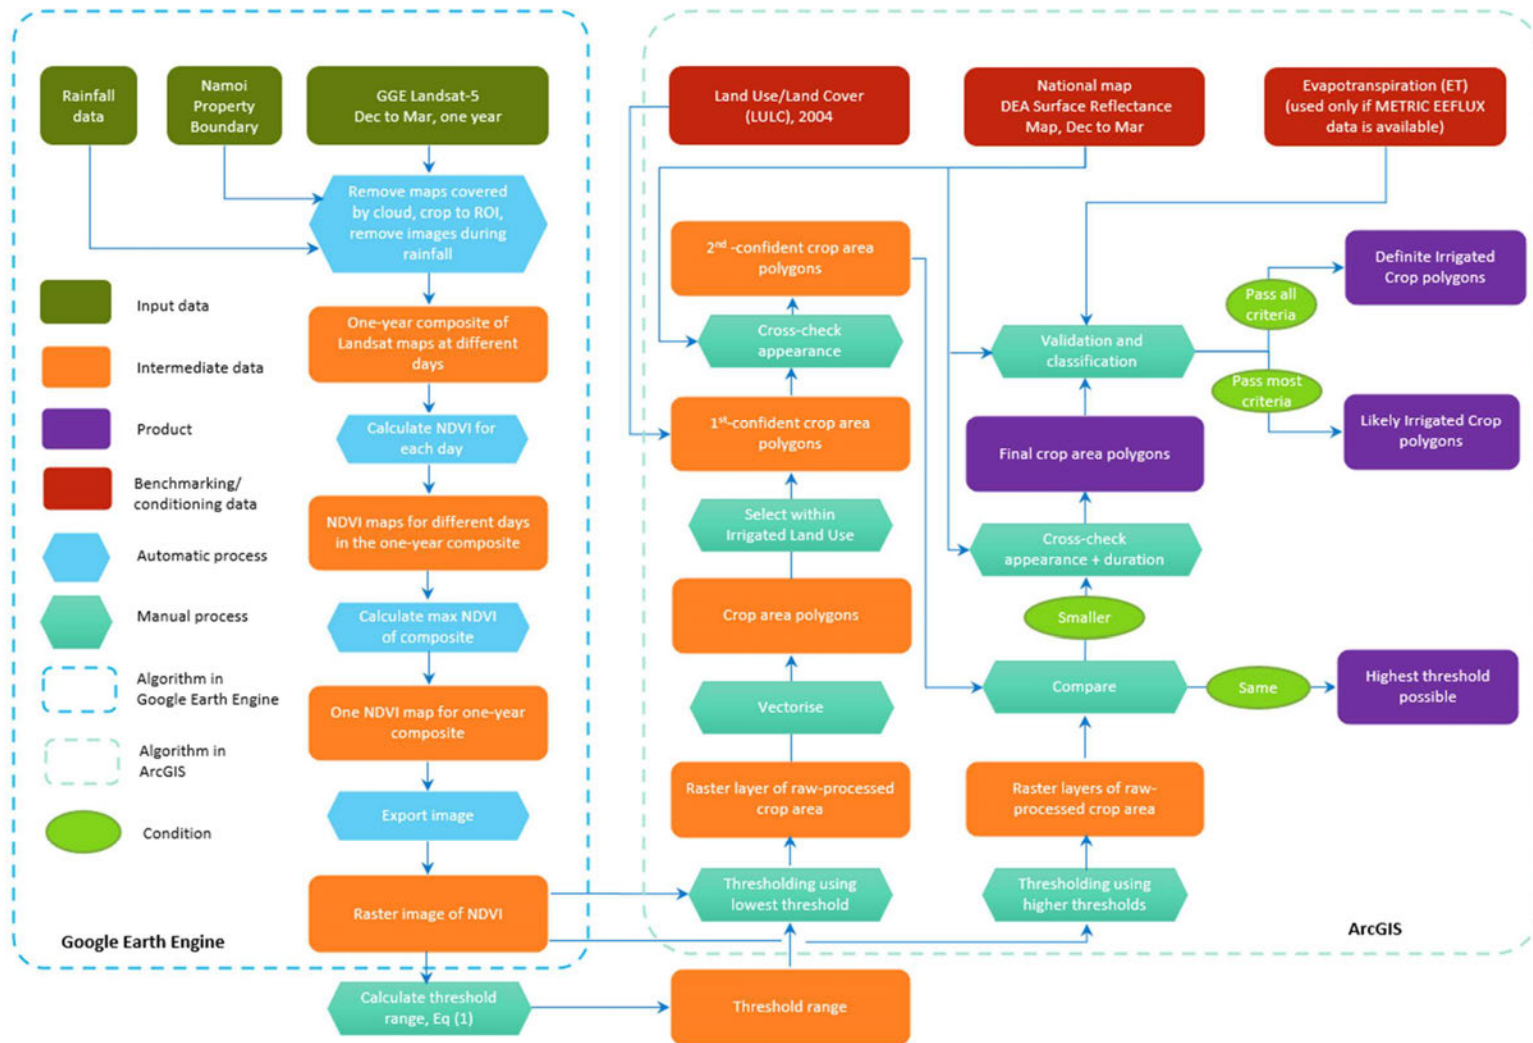 Rainfall
data
Namoi
Property
Boundary
GGE Landsat-5
Dec to Mar, one year
Remove maps covered
by cloud, crop to ROI,
remove images during
rainfall
One-year composite of
Landsat maps at different
days
Calculate NDVI for
each day
NDVI maps for different days
in the one-year composite
Calculate max NDVI
of composite
One NDVI map for one-year
composite
Export image
Raster image of NDVI
Calculate threshold
range, Eq (1)
Input data
Intermediate data
Product
Benchmarking/
conditioning data
Automatic process
Manual process
Algorithm in
Google Earth Engine
Algorithm in
ArcGIS
Condition
Google Earth Engine
Land Use/Land Cover
(LULC), 2004
National map
DEA Surface Reflectance
Map, Dec to Mar
Evapotranspiration (ET)
(used only if METRIC EEFLUX
data is available)
2nd -confident crop area
polygons
Cross-check
appearance
1st-confident crop area
polygons
Select within
Irrigated Land Use
Crop area polygons
Vectorise
Raster layer of raw-processed
crop area
Thresholding using
lowest threshold
Threshold range
Validation and
classification
Final crop area polygons
Cross-check
appearance + duration
Smaller
Compare
Same
Raster layers of raw-
processed crop area
Thresholding using
higher thresholds
Pass all
criteria
Pass most
criteria
Definite Irrigated
Crop polygons
Likely Irrigated Crop
polygons
Highest threshold
possible
ArcGIS